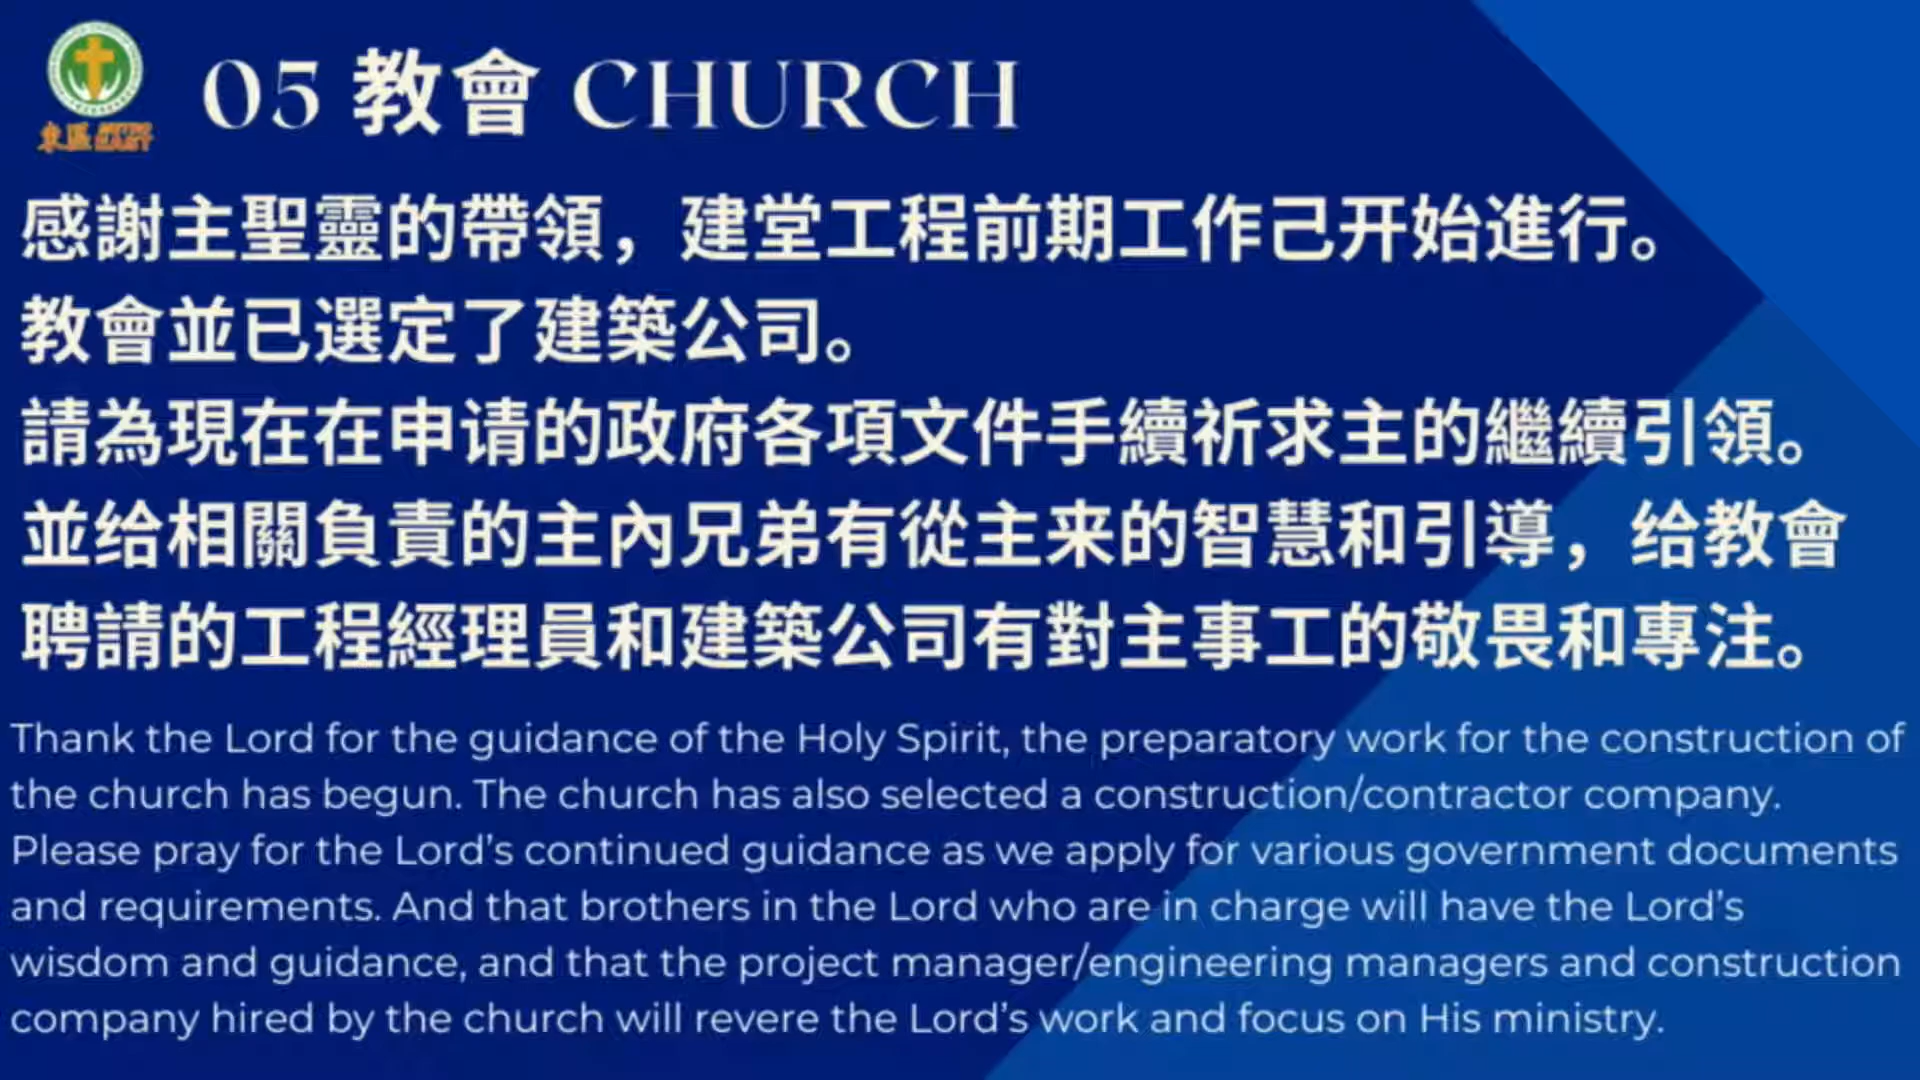 05 教會 CHURCH
東區
EAST
感謝主聖靈的帶領，建堂工程前期工作己开始進行。
教會並已選定了建築公司。
請為現在在申请的政府各項文件手續祈求主的繼續引領。
並给相關負責的主內兄弟有從主来的智慧和引導，给教會
聘請的工程經理員和建築公司有對主事工的敬畏和專注。
Thank the Lord for the guidance of the Holy Spirit, the preparatory work for the construction of
the church has begun. The church has also selected a construction/contractor company.
Please pray for the Lord’s continued guidance as we apply for various government documents
and requirements. And that brothers in the Lord who are in charge will have the Lord’s
wisdom and guidance, and that the project manager/engineering managers and construction
company hired by the church will revere the Lord’s work and focus on His ministry.